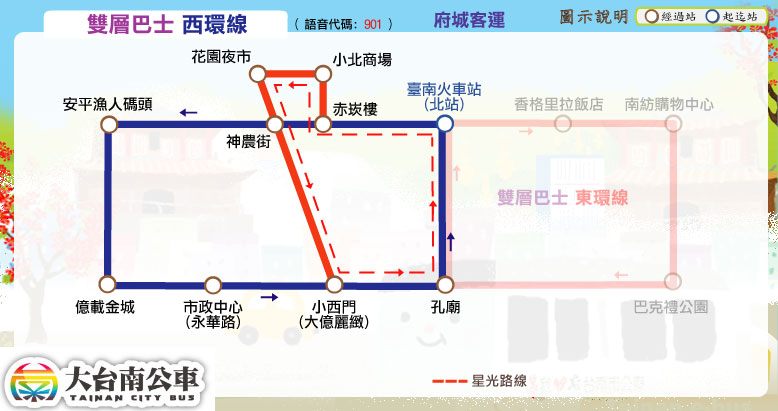 雙層巴士 西環線
( 語音代碼: 901 )
府城客運
圖示說明
經過站
起迄站
花園夜市
小北商場
安平漁人碼頭
赤崁樓
臺南火車站
(北站)
香格里拉飯店
南紡購物中心
神農街
雙層巴士 東環線
億載金城
市政中心
(永華路)
小西門
(大億麗緻)
孔廟
巴克禮公園
星光路線
大台南公車
TAINAN CITY BUS